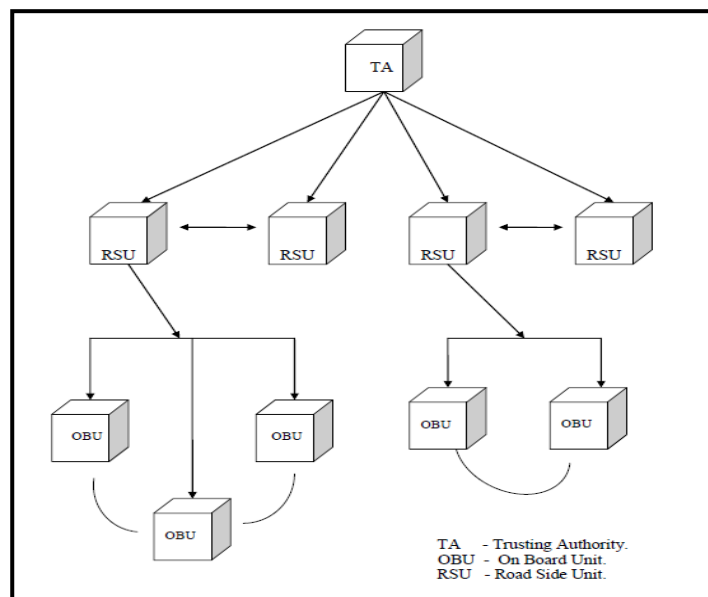 TA
RSU
RSU
RSU
RSU
OBU
OBU
OBU
OBU
OBU
TA - Trusting Authority.
OBU - On Board Unit.
RSU - Road Side Unit.